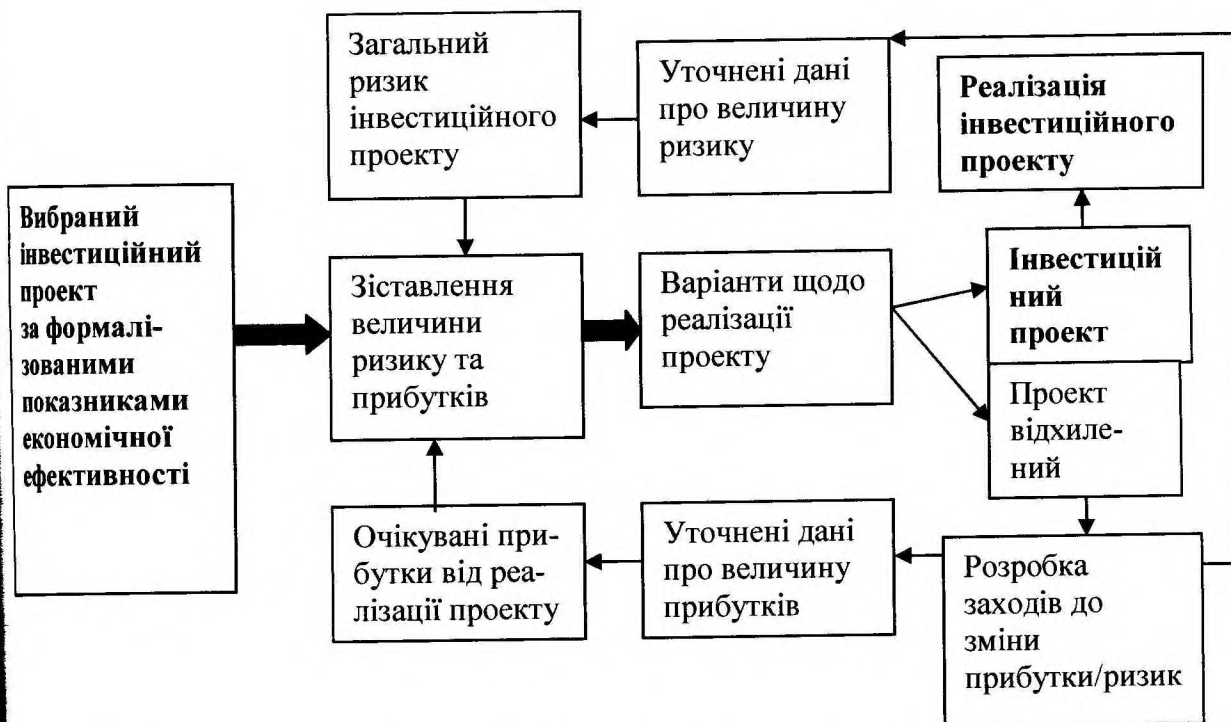 Загальний
ризик
інвестиційного
проекту
Уточнені дані
про величину
ризику
Реалізація
інвестиційного
проекту
Вибраний
інвестиційний
проект
за формалі-
зованими
показниками
економічної
ефективності
Зіставлення
величини
ризику та
прибутків
Варіанти щодо
реалізації
проекту
Інвестицій
ний
проект
Проект
відхиле-
ний
Очікувані при-
бутки від реа-
лізації проекту
Уточнені дані
про величину
прибутків
Розробка
заходів до
зміни
прибутки/ризик